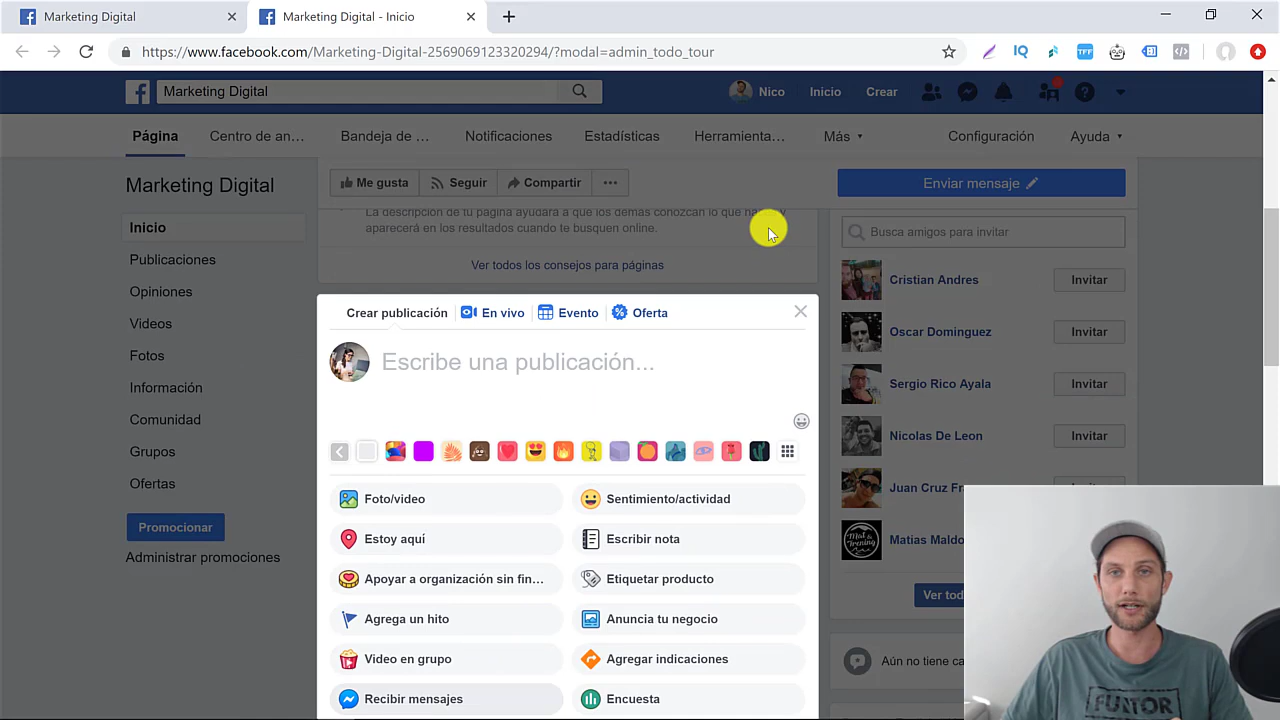 Marketing Digital
Marketing Digital - Inicio
https://www.facebook.com/Marketing-Digital-2569069123320294/?modal=admin_todo_tour
IQ
TFF
Marketing Digital
Nico
Inicio
Crear
Página
Centro de an...
Bandeja de ...
Notificaciones
Estadísticas
Herramienta...
Más
Configuración
Ayuda
Marketing Digital
Me gusta
Seguir
Compartir
Enviar mensaje
La descripción de tu página ayudará a que los demás conozcan lo que
aparecerá en los resultados cuando te busquen online.
Ver todos los consejos para páginas
Busca amigos para invitar
Inicio
Publicaciones
Opiniones
Videos
Fotos
Información
Comunidad
Grupos
Ofertas
Promocionar
Administrar promociones
Crear publicación
En vivo
Evento
Oferta
Escribe una publicación...
Foto/video
Sentimiento/actividad
Estoy aquí
Escribir nota
Apoyar a organización sin fin...
Etiquetar producto
Agrega un hito
Anuncia tu negocio
Video en grupo
Agregar indicaciones
Recibir mensajes
Encuesta
Cristian Andres
Invitar
Oscar Dominguez
Invitar
Sergio Rico Ayala
Invitar
Nicolas De Leon
Invitar
Juan Cruz
Matias
Ver
Aún no tiene